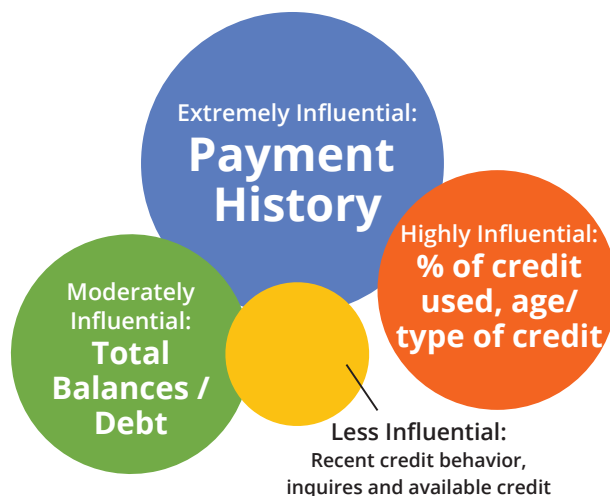 Extremely Influential:
Payment
History
Highly Influential:
% of credit
used, age/
type of credit
Moderately
Influential:
Total
Balances /
Debt
Less Influential:
Recent credit behavior,
inquires and available credit